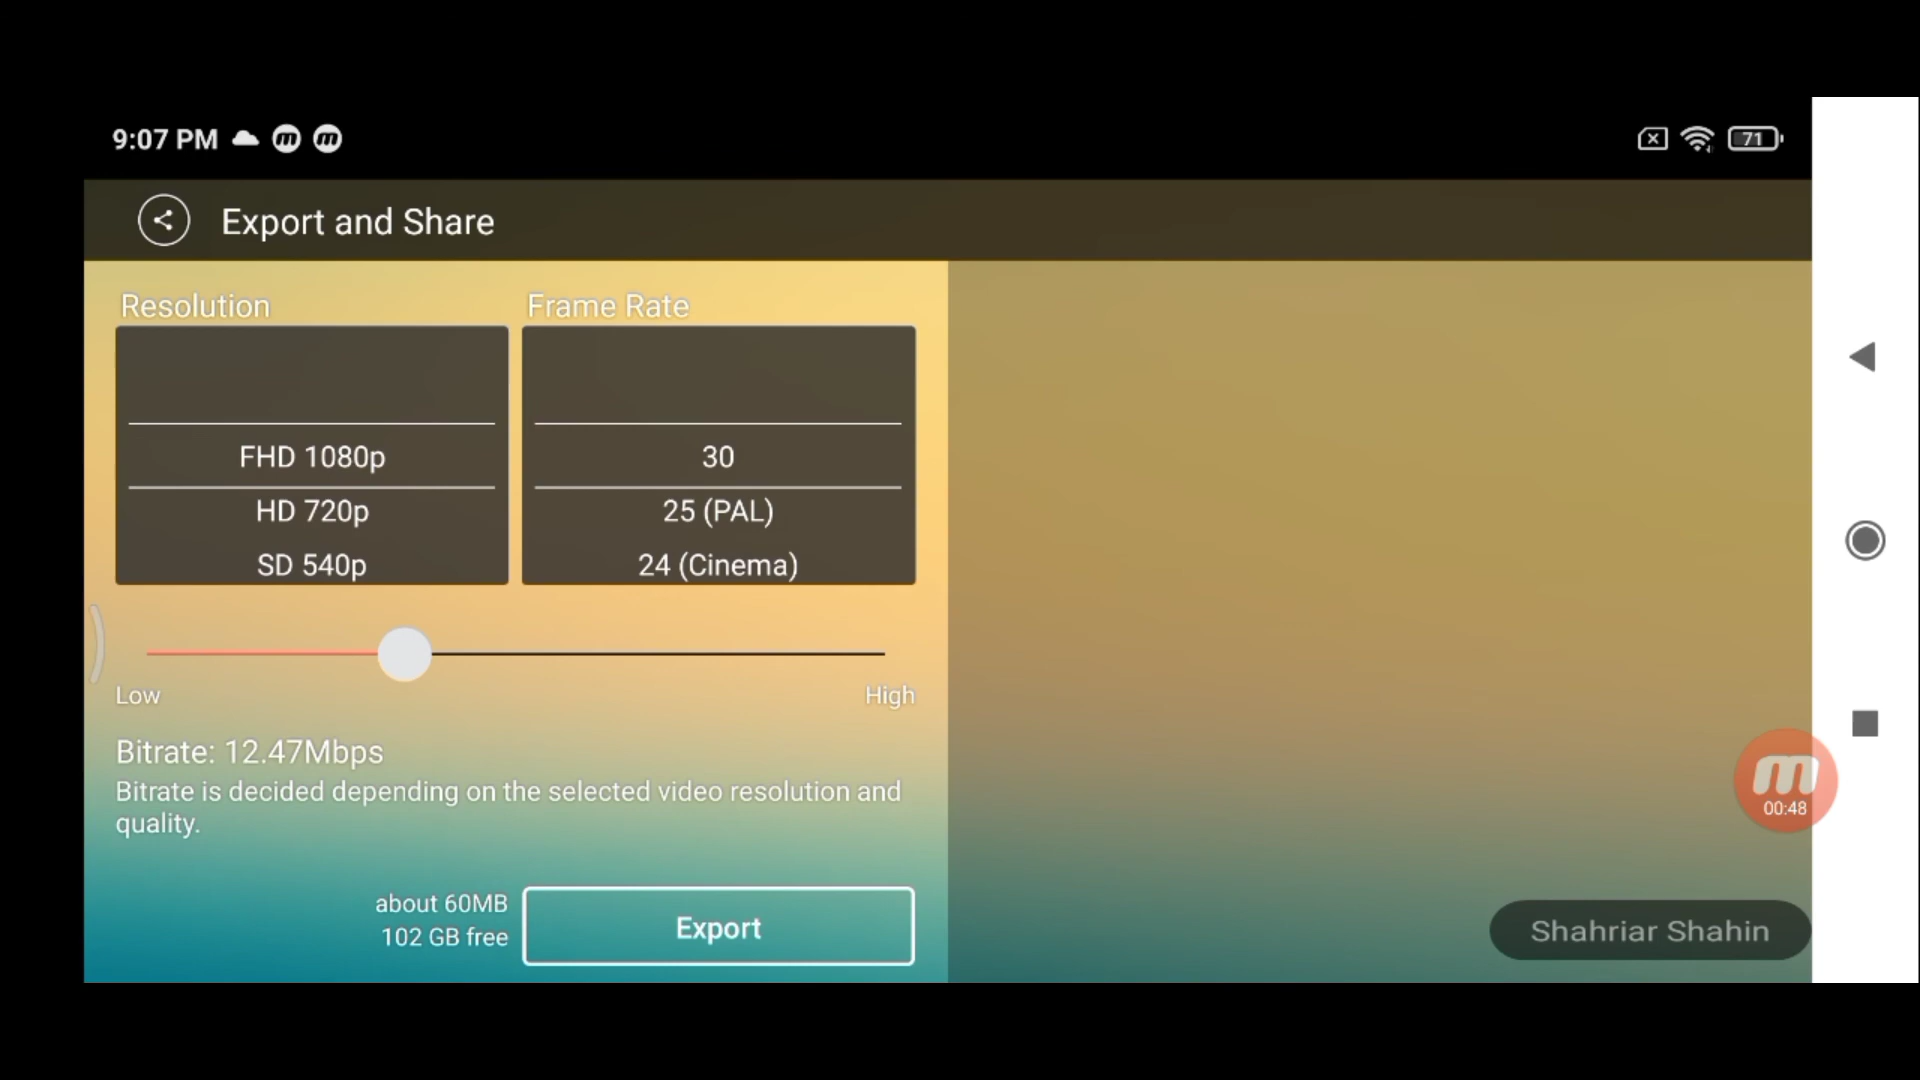 9:07 PM
71
Export and Share
Resolution
Frame Rate
FHD 1080p
30
HD 720p
25 (PAL)
SD 540p
24 (Cinema)
Low
High
Bitrate: 12.47Mbps
Bitrate is decided depending on the selected video resolution and
quality.
about 60MB
102 GB free
Export
00:48
Shahriar Shahin